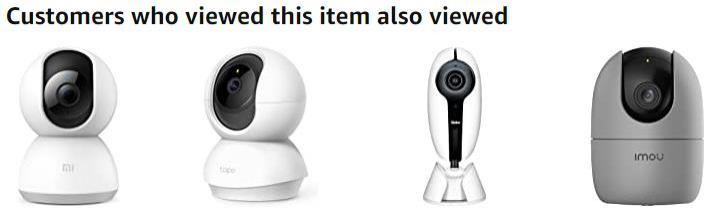 Customers who viewed this item also viewed
mi
tapo
imou